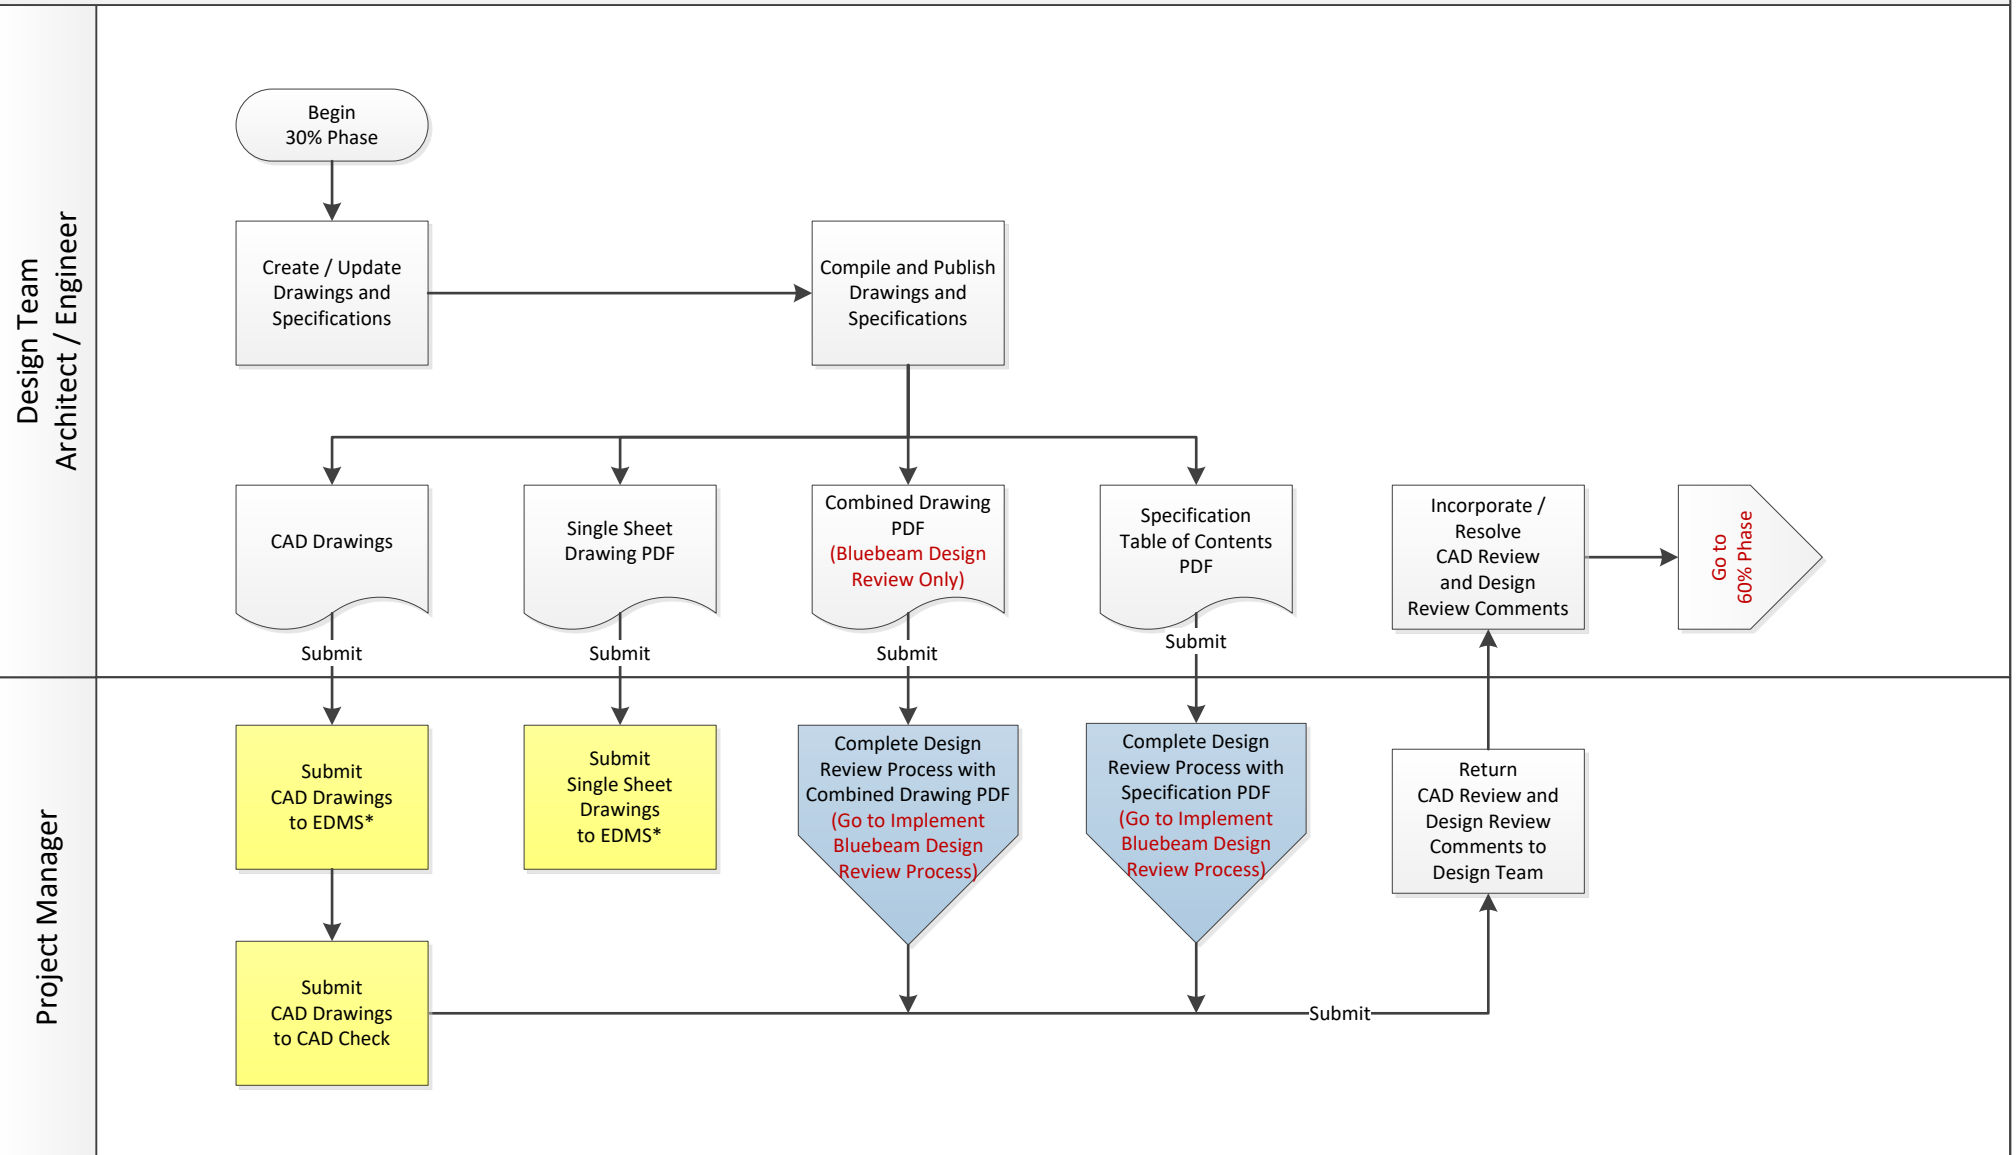 Design Team
Architect / Engineer
Begin
30% Phase
Create / Update
Drawings and
Specifications
Compile and Publish
Drawings and
Specifications
CAD Drawings
Single Sheet
Drawing PDF
Combined Drawing
PDF
(Bluebeam Design
Review Only)
Specification
Table of Contents
PDF
Incorporate /
Resolve
CAD Review
and Design
Review Comments
Go to
60% Phase
Submit
Submit
Submit
Submit
Project Manager
Submit
CAD Drawings
to EDMS*
Submit
Single Sheet
Drawings
to EDMS*
Complete Design
Review Process with
Combined Drawing PDF
(Go to Implement
Bluebeam Design
Review Process)
Complete Design
Review Process with
Specification PDF
(Go to Implement
Bluebeam Design
Review Process)
Return
CAD Review and
Design Review
Comments to
Design Team
Submit
CAD Drawings
to CAD Check
Submit